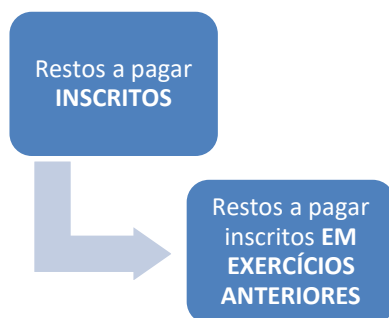 Restos a pagar
INSCRITOS
Restos a pagar
inscritos EM
EXERCÍCIOS
ANTERIORES